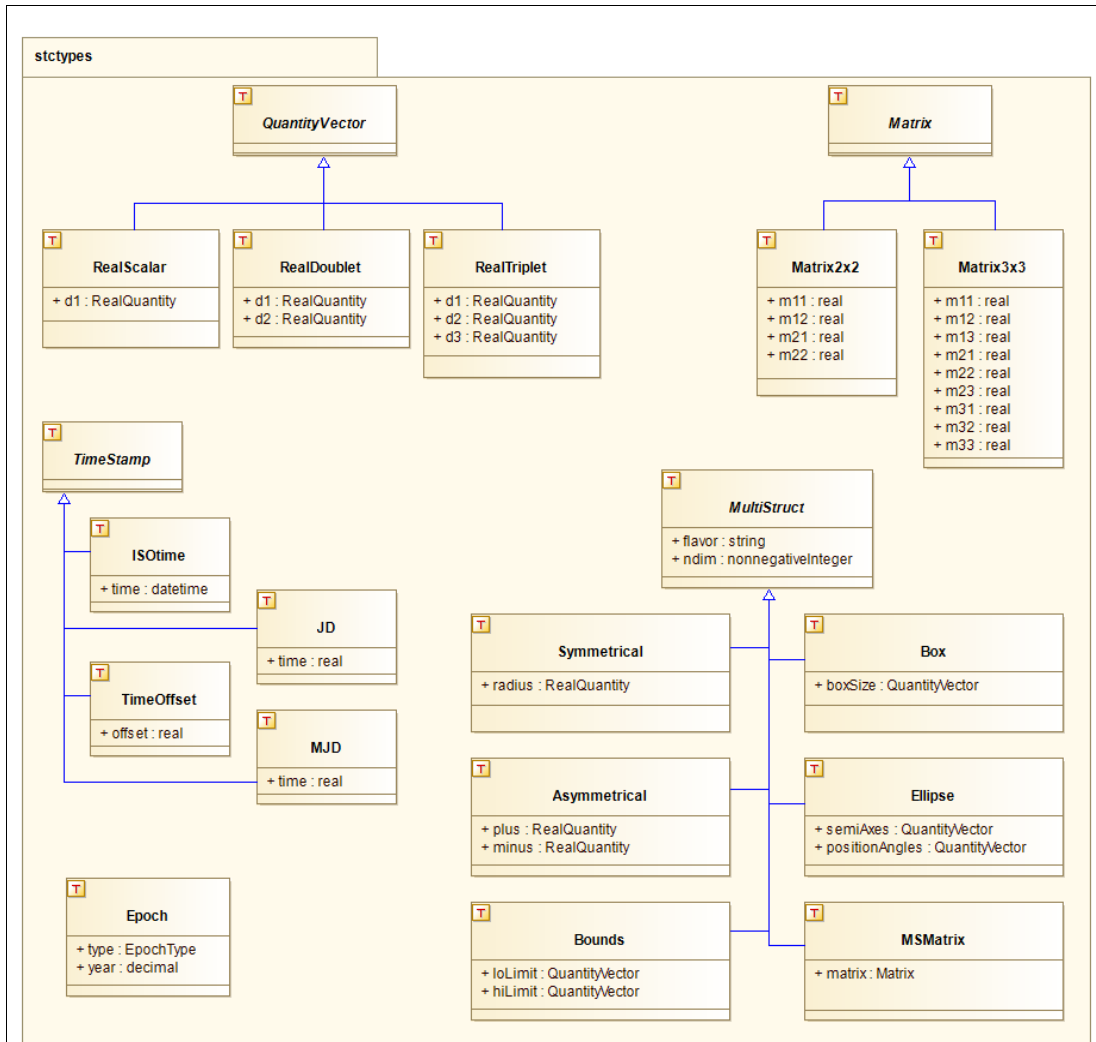 stctypes
T
QuantityVector
T
Matrix
T
RealScalar
+ d1 : RealQuantity
T
RealDoublet
+ d1 : RealQuantity
+ d2 : RealQuantity
T
RealTriplet
+ d1 : RealQuantity
+ d2 : RealQuantity
+ d3 : RealQuantity
T
Matrix2x2
+ m11 : real
+ m12 : real
+ m21 : real
+ m22 : real
T
Matrix3x3
+ m11 : real
+ m12 : real
+ m13 : real
+ m21 : real
+ m22 : real
+ m23 : real
+ m31 : real
+ m32 : real
+ m33 : real
T
TimeStamp
T
ISOtime
+ time : datetime
T
JD
+ time : real
T
TimeOffset
+ offset : real
T
MJD
+ time : real
T
Epoch
+ type : EpochType
+ year : decimal
T
MultiStruct
+ flavor : string
+ ndim : nonnegativeInteger
T
Symmetrical
+ radius : RealQuantity
T
Box
+ boxSize : QuantityVector
T
Asymmetrical
+ plus : RealQuantity
+ minus : RealQuantity
T
Ellipse
+ semiAxes : QuantityVector
+ positionAngles : QuantityVector
T
Bounds
+ loLimit : QuantityVector
+ hiLimit : QuantityVector
T
MSMatrix
+ matrix : Matrix